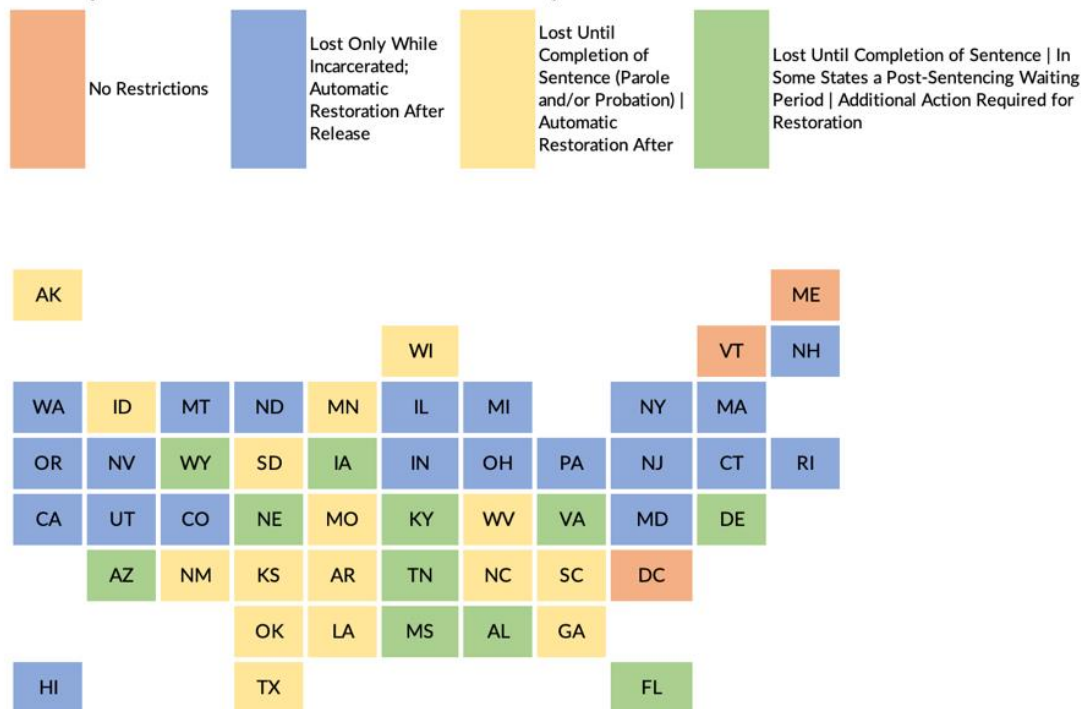 No Restrictions
Lost Only While
Incarcerated;
Automatic
Restoration After
Release
Lost Until
Completion of
Sentence (Parole
and/or Probation) |
Automatic
Restoration After
Lost Until Completion of Sentence | In
Some States a Post-Sentencing Waiting
Period | Additional Action Required for
Restoration
AK ME
WI VT NH
WA ID MT ND MN IL MI NY MA
OR NV WY SD IA IN OH PA NJ CT RI
CA UT CO NE MO KY WV VA MD DE
AZ NM KS AR TN NC SC DC
OK LA MS AL GA
HI TX FL